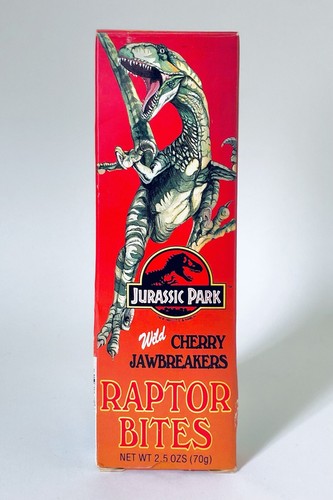 JURASSIC PARK
Wild CHERRY
JAWBREAKERS
RAPTOR
BITES
NET WT 2.5 OZS (70g)